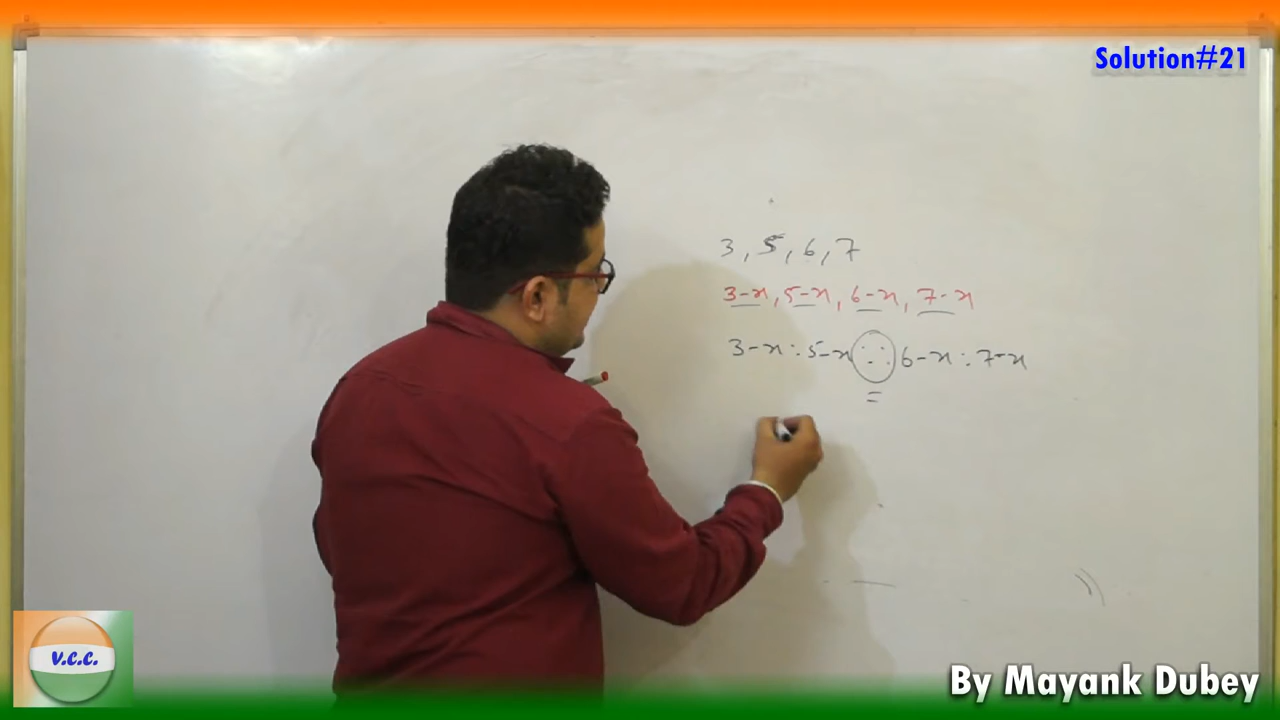 Solution#21
3, 5, 6, 7
3-x, 5-x, 6-x, 7-x
3-x : 5-x :: 6-x : 7-x
=
V.C.C.
By Mayank Dubey